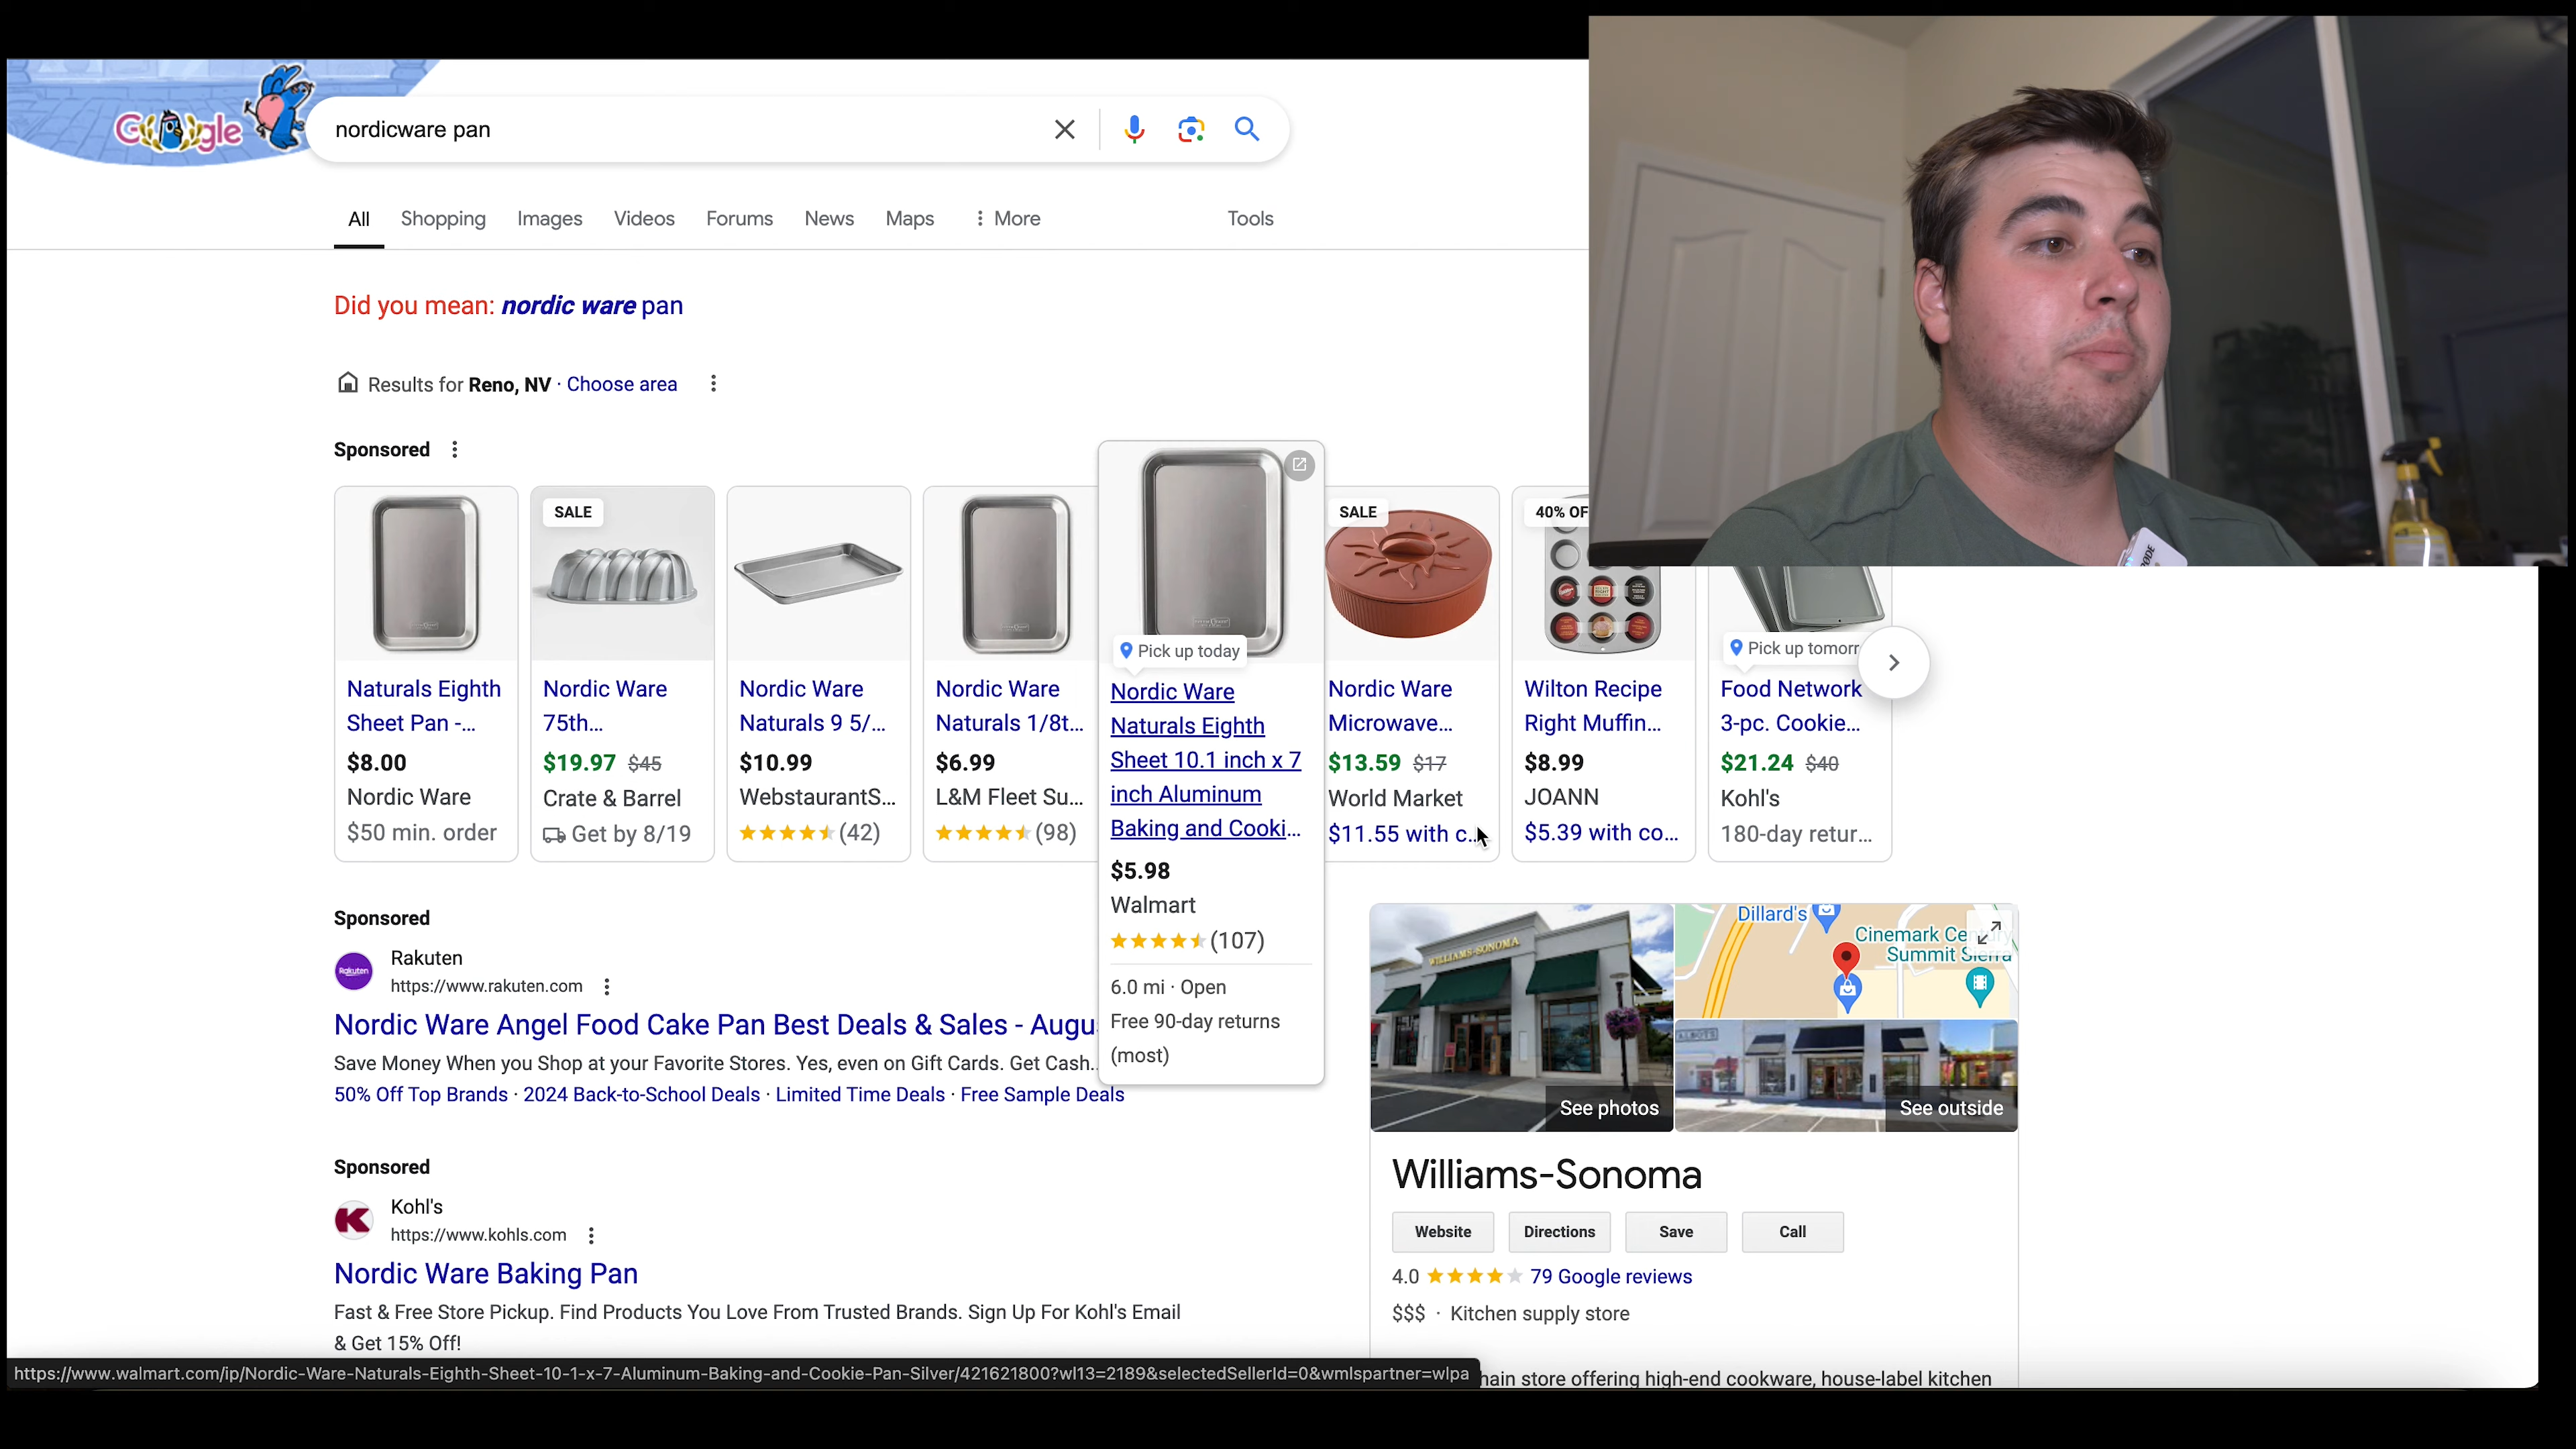 Google
nordicware pan
All Shopping Images Videos Forums News Maps More Tools
Did you mean: nordic ware pan
Results for Reno, NV · Choose area
Sponsored
SALE
SALE
40% OF
Pick up today
Pick up tomorr
Naturals Eighth
Sheet Pan -...
$8.00
Nordic Ware
$50 min. order
Nordic Ware
75th...
$19.97 $45
Crate & Barrel
Get by 8/19
Nordic Ware
Naturals 9 5/...
$10.99
WebstaurantS...
(42)
Nordic Ware
Naturals 1/8t...
$6.99
L&M Fleet Su...
(98)
Nordic Ware
Naturals Eighth
Sheet 10.1 inch x 7
inch Aluminum
Baking and Cooki...
$5.98
Walmart
(107)
6.0 mi · Open
Free 90-day returns
(most)
Nordic Ware
Microwave...
$13.59 $17
World Market
$11.55 with c...
Wilton Recipe
Right Muffin...
$8.99
JOANN
$5.39 with co...
Food Network
3-pc. Cookie...
$21.24 $40
Kohl's
180-day retur...
Sponsored
Rakuten
Rakuten
https://www.rakuten.com
Nordic Ware Angel Food Cake Pan Best Deals & Sales - Augu
Save Money When you Shop at your Favorite Stores. Yes, even on Gift Cards. Get Cash..
50% Off Top Brands · 2024 Back-to-School Deals · Limited Time Deals · Free Sample Deals
Sponsored
K
Kohl's
https://www.kohls.com
Nordic Ware Baking Pan
Fast & Free Store Pickup. Find Products You Love From Trusted Brands. Sign Up For Kohl's Email
& Get 15% Off!
WILLIAMS-SONOMA
See photos
Dillard's
Cinemark Century
Summit Sierra
TALBOTS
See outside
Williams-Sonoma
Website Directions Save Call
4.0 79 Google reviews
$$$ · Kitchen supply store
hain store offering high-end cookware, house-label kitchen
https://www.walmart.com/ip/Nordic-Ware-Naturals-Eighth-Sheet-10-1-x-7-Aluminum-Baking-and-Cookie-Pan-Silver/421621800?wl13=2189&selectedSellerId=0&wmlspartner=wlpa